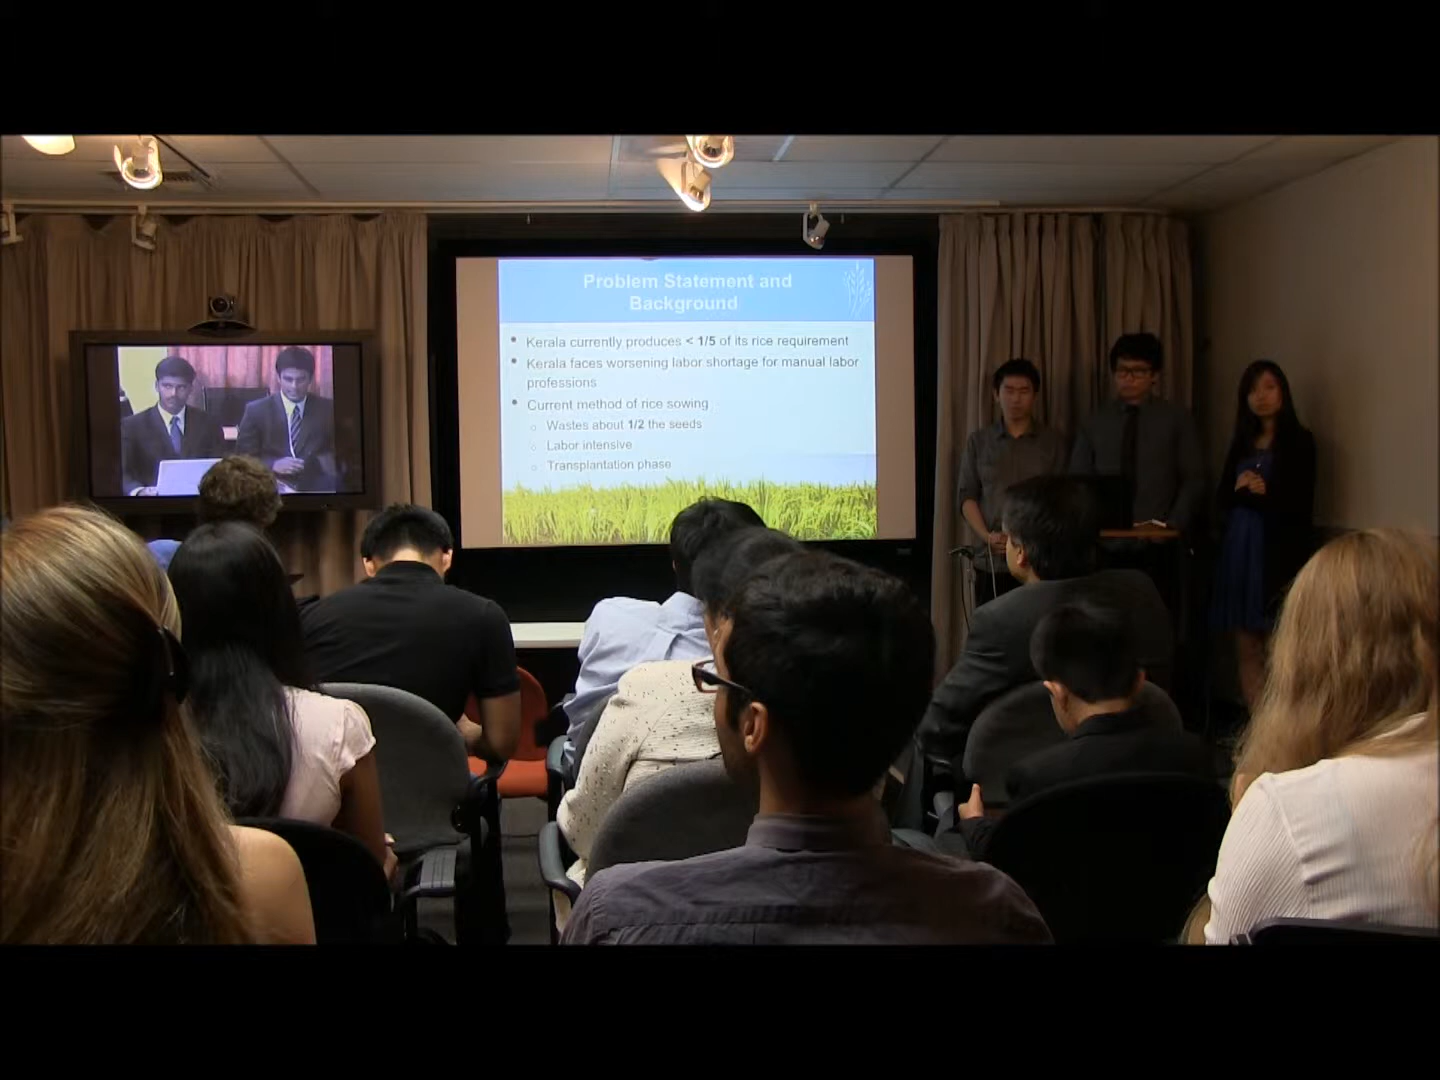 Problem Statement and
Background
• Kerala currently produces < 1/5 of its rice requirement
• Kerala faces worsening labor shortage for manual labor
professions
• Current method of rice sowing
○ Wastes about 1/2 the seeds
○ Labor intensive
○ Transplantation phase